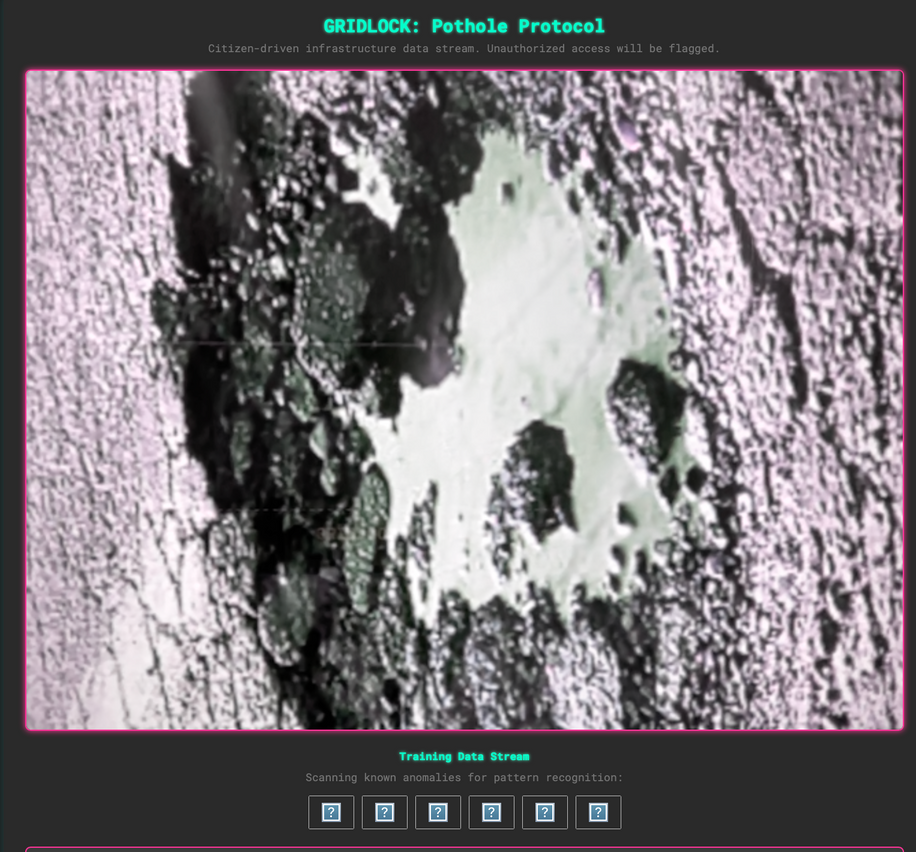 GRIDLOCK: Pothole Protocol
Citizen-driven infrastructure data stream. Unauthorized access will be flagged.
Training Data Stream
Scanning known anomalies for pattern recognition:
? ? ? ? ? ?